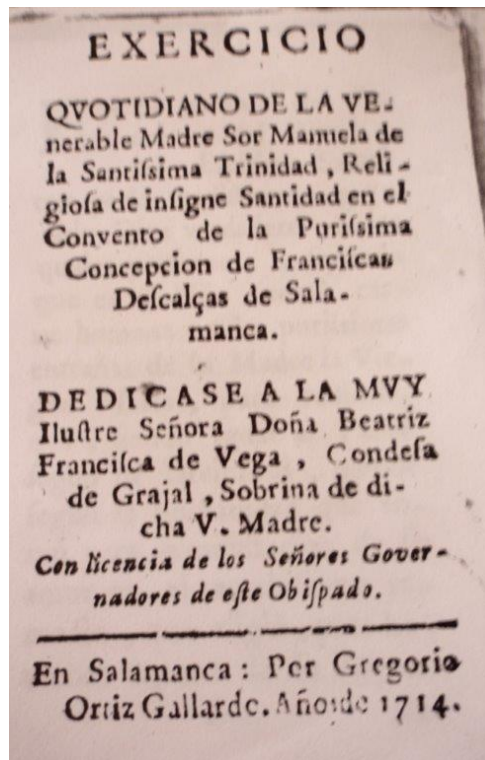 EXERCICIO
QVOTIDIANO DE LA VE-
nerable Madre Sor Manuela de
la Santiſsima Trinidad, Reli-
gioſa de inſigne Santidad en el
Convento de la Puriſsima
Concepcion de Franciſcas
Deſcalças de Sala-
manca.
DEDICASE A LA MVY
Iluſtre Señora Doña Beatriz
Franciſca de Vega, Condeſa
de Grajal, Sobrina de di-
cha V. Madre.
Con licencia de los Señores Gover-
nadores de eſte Obiſpado.
En Salamanca: Por Gregorio
Ortiz Gallardo. Año de 1714.